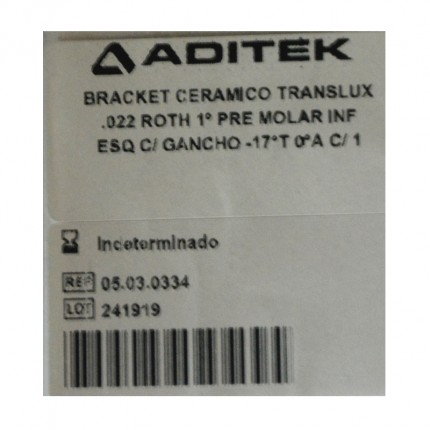 ADITEK
BRACKET CERAMICO TRANSLUX
.022 ROTH 1º PRE MOLAR INF
ESQ C/ GANCHO -17°T 0ºA C/ 1
Indeterminado
REF 05.03.0334
LOT 241919